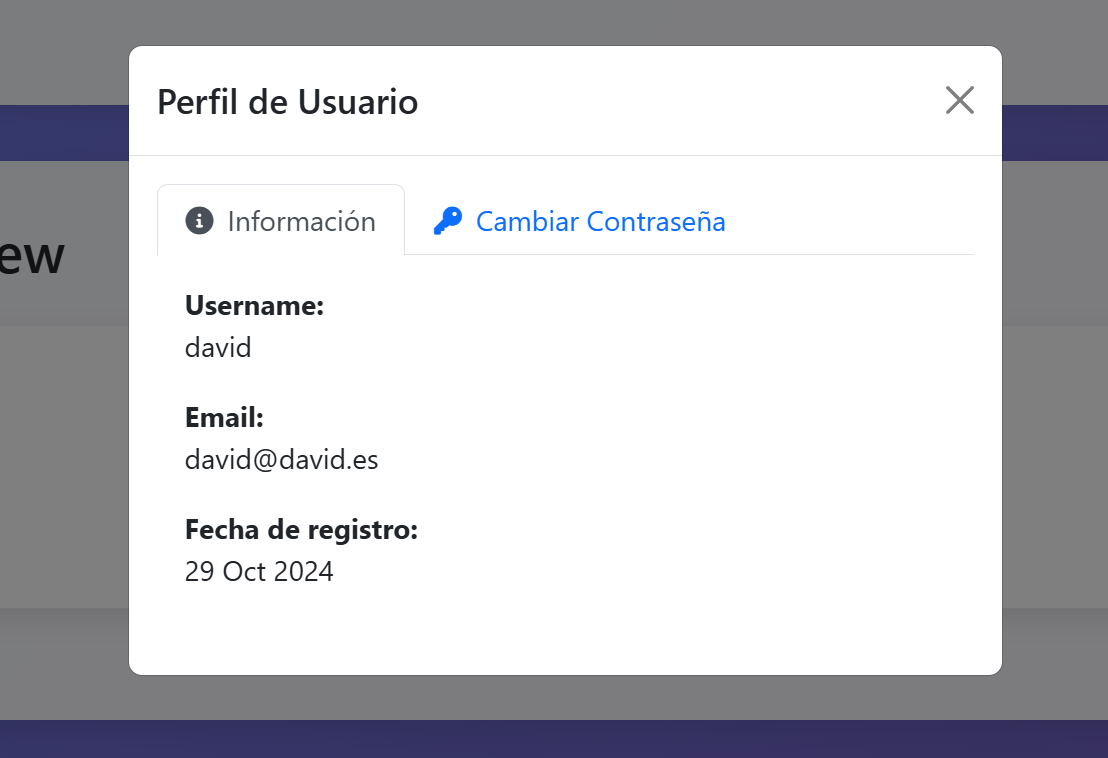 Perfil de Usuario
Información
Cambiar Contraseña
ew
Username:
david
Email:
david@david.es
Fecha de registro:
29 Oct 2024